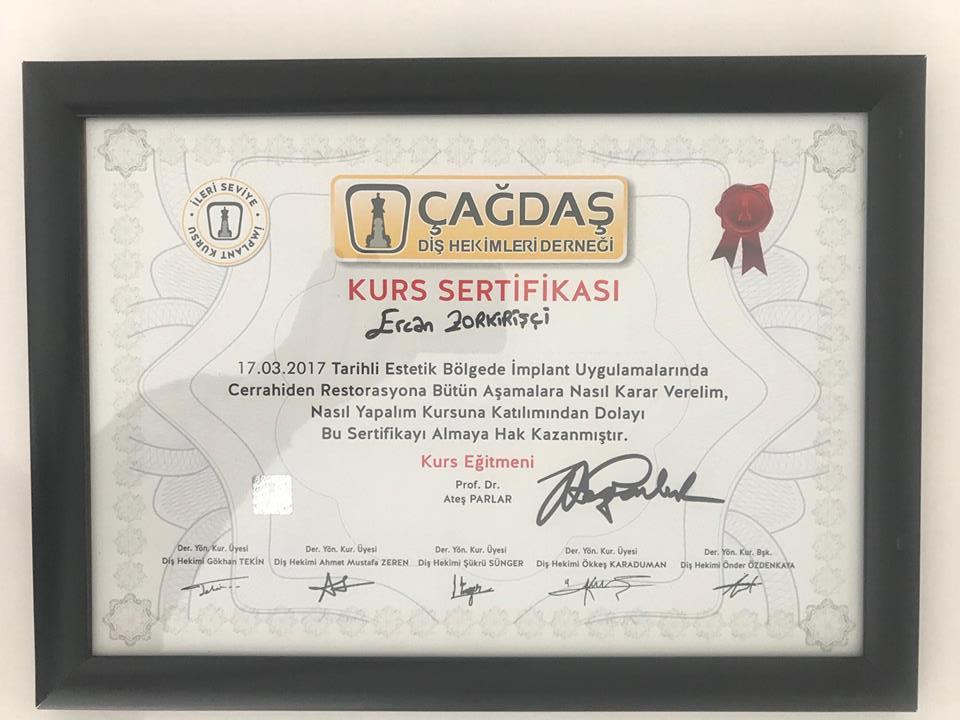 İLERİ SEVİYE
İMPLANT KURSU
ÇAĞDAŞ
DİŞ HEKİMLERİ DERNEĞİ
KURS SERTİFİKASI
Ercan ZORKİRİŞÇİ
17.03.2017 Tarihli Estetik Bölgede İmplant Uygulamalarında
Cerrahiden Restorasyona Bütün Aşamalara Nasıl Karar Verelim,
Nasıl Yapalım Kursuna Katılımından Dolayı
Bu Sertifikayı Almaya Hak Kazanmıştır.
Kurs Eğitmeni
Prof. Dr.
Ateş PARLAR
Der. Yön. Kur. Üyesi Der. Yön. Kur. Üyesi Der. Yön. Kur. Üyesi Der. Yön. Kur. Üyesi Der. Yön. Kur. Bşk.
Diş Hekimi Gökhan TEKİN Diş Hekimi Ahmet Mustafa ZEREN Diş Hekimi Şükrü SÜNGER Diş Hekimi Ökkeş KARADUMAN Diş Hekimi Önder ÖZDENKAYA